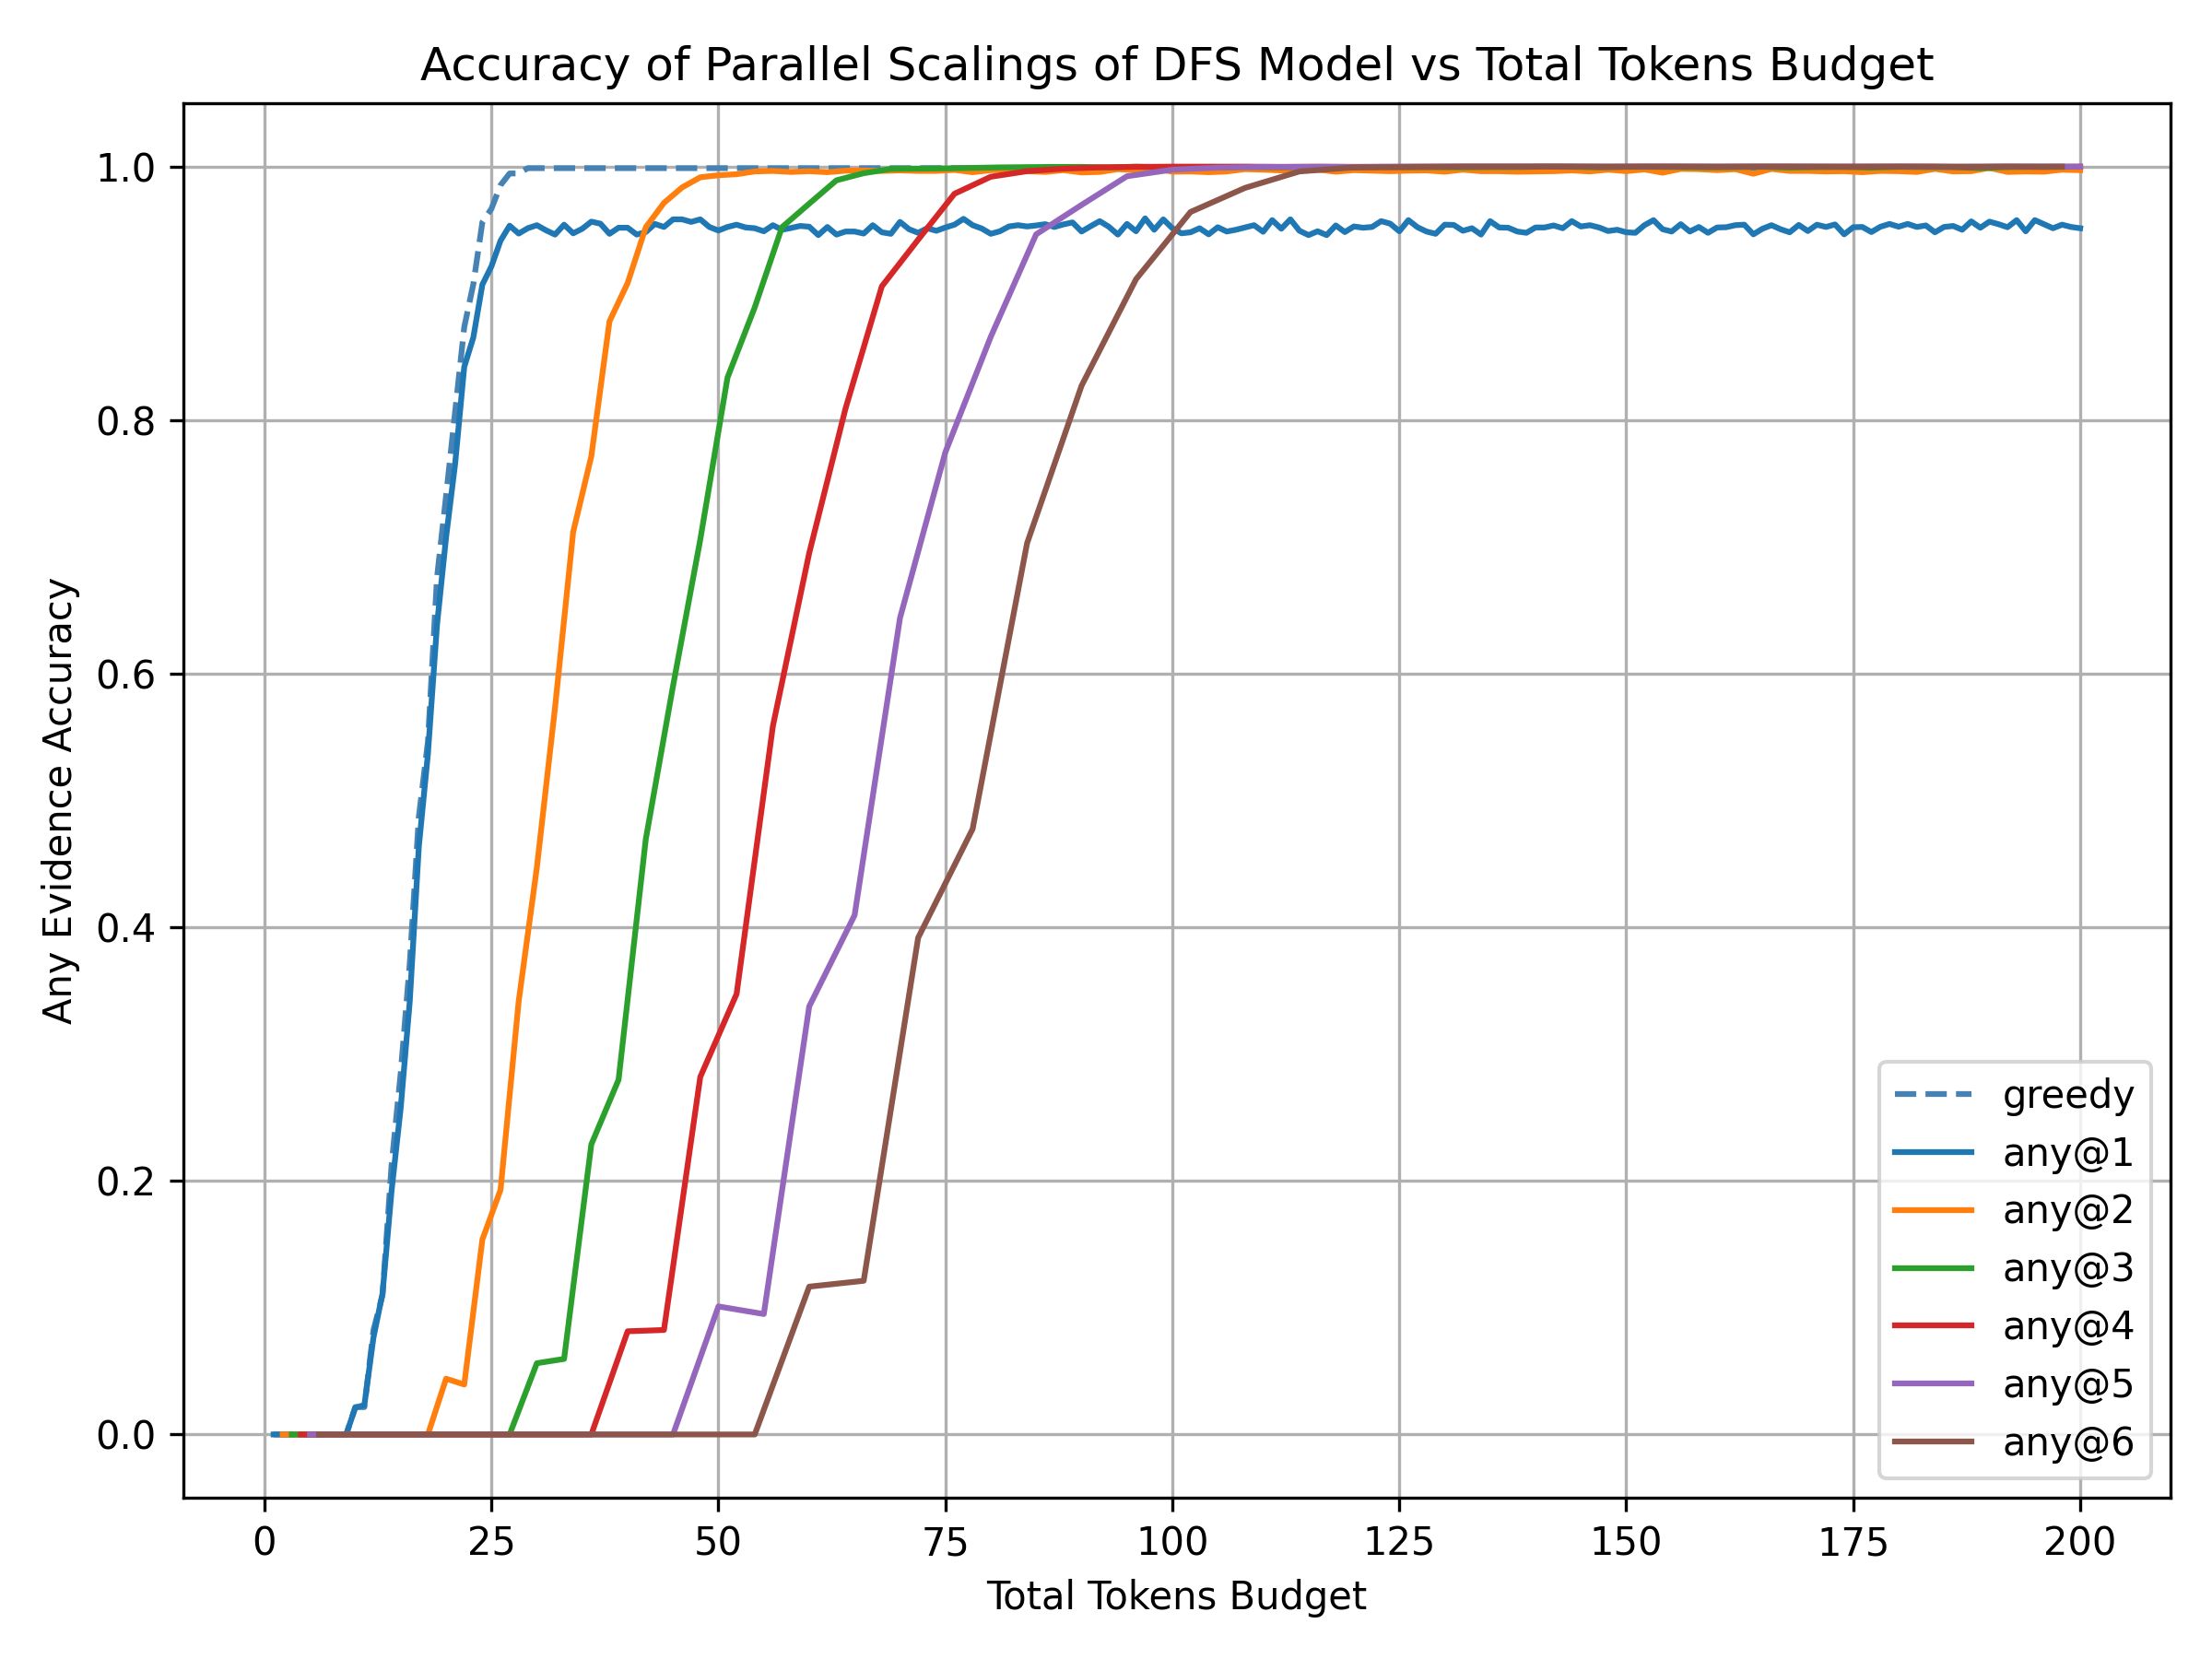 Accuracy of Parallel Scalings of DFS Model vs Total Tokens Budget
Any Evidence Accuracy
1.0
0.8
0.6
0.4
0.2
0.0
0 25 50 75 100 125 150 175 200
Total Tokens Budget
greedy
any@1
any@2
any@3
any@4
any@5
any@6